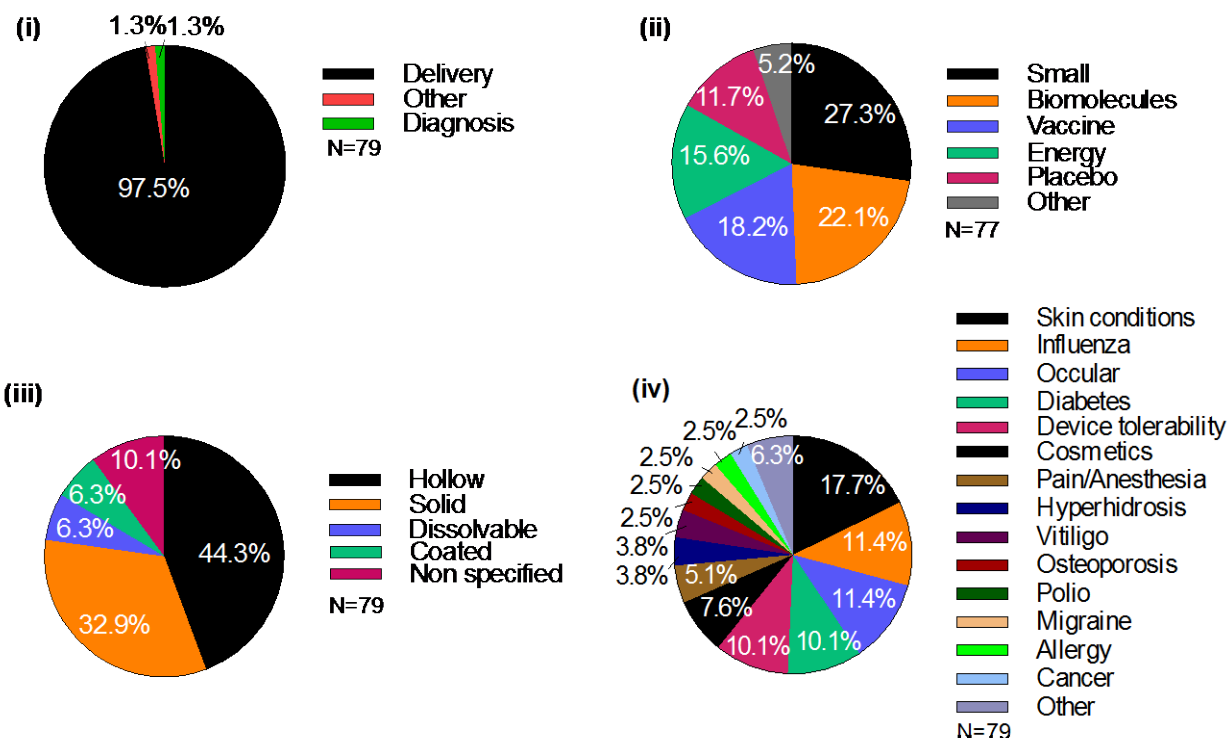 (i)
1.3% 1.3%
97.5%
Delivery
Other
Diagnosis
N=79
(ii)
5.2%
27.3%
11.7%
15.6%
18.2%
22.1%
Small
Biomolecules
Vaccine
Energy
Placebo
Other
N=77
(iii)
10.1%
6.3%
6.3%
44.3%
32.9%
Hollow
Solid
Dissolvable
Coated
Non specified
N=79
(iv)
2.5%
2.5%
6.3%
2.5%
17.7%
2.5%
2.5%
11.4%
3.8%
5.1%
11.4%
3.8%
7.6%
10.1%
10.1%
Skin conditions
Influenza
Occular
Diabetes
Device tolerability
Cosmetics
Pain/Anesthesia
Hyperhidrosis
Vitiligo
Osteoporosis
Polio
Migraine
Allergy
Cancer
Other
N=79